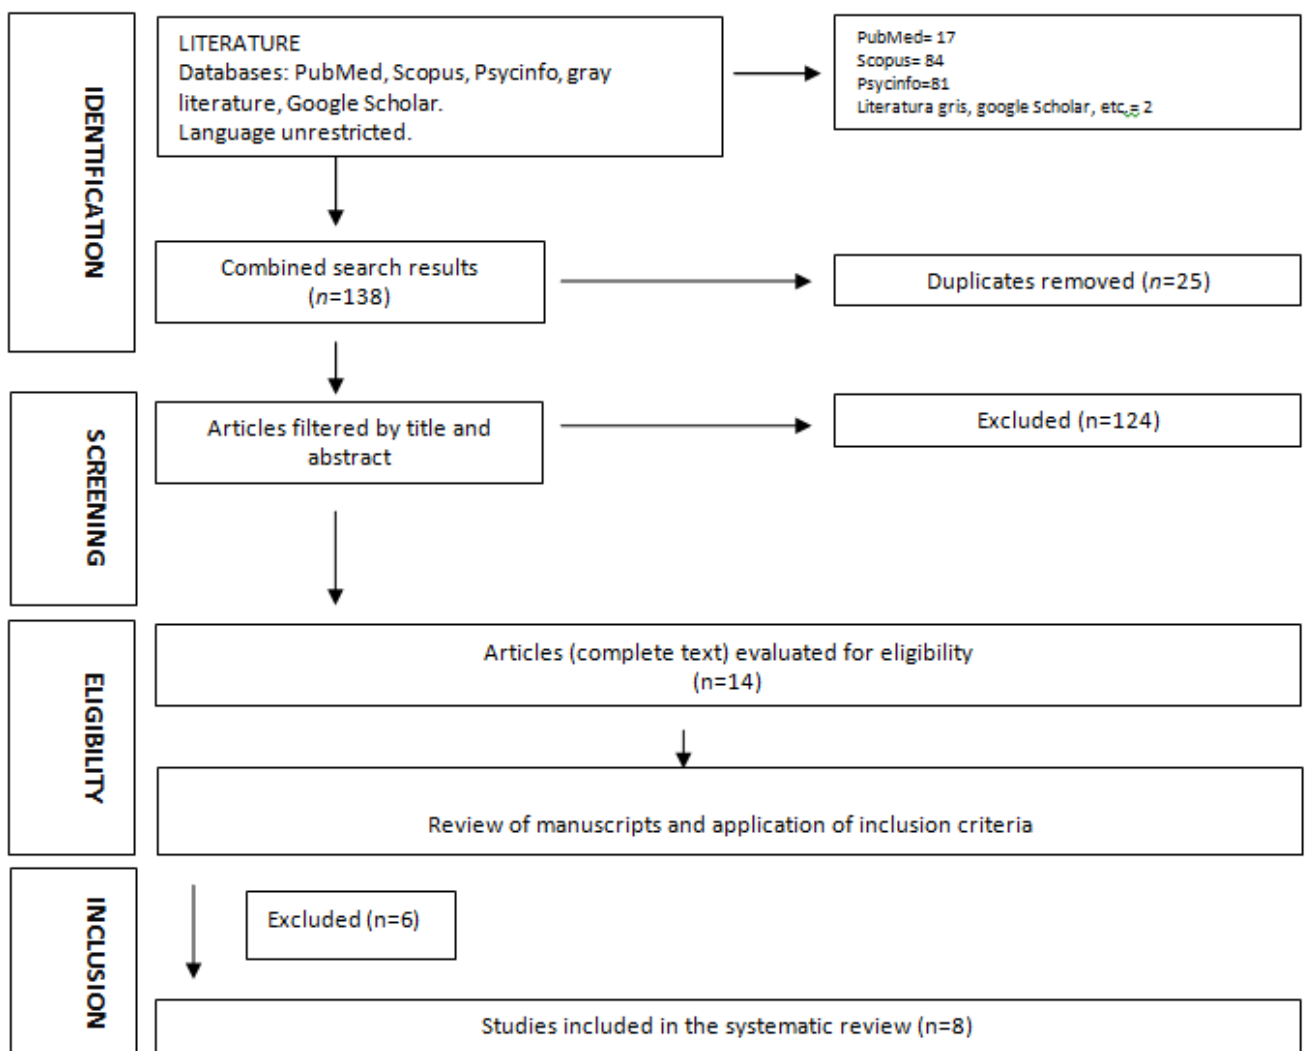 IDENTIFICATION
LITERATURE
Databases: PubMed, Scopus, Psycinfo, gray
literature, Google Scholar.
Language unrestricted.
PubMed= 17
Scopus= 84
Psycinfo=81
Literatura gris, google Scholar, etc.= 2
Combined search results
(n=138)
Duplicates removed (n=25)
SCREENING
Articles filtered by title and
abstract
Excluded (n=124)
ELIGIBILITY
Articles (complete text) evaluated for eligibility
(n=14)
Review of manuscripts and application of inclusion criteria
INCLUSION
Excluded (n=6)
Studies included in the systematic review (n=8)